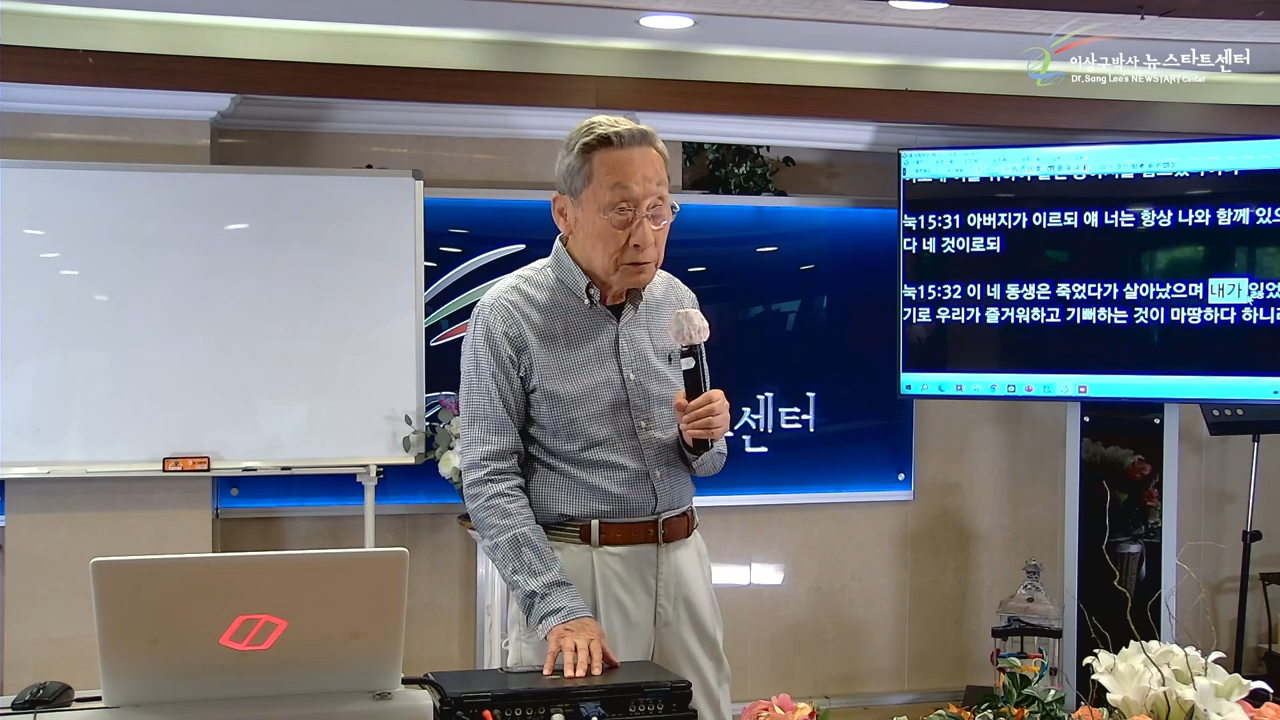 이상구박사 뉴스타트센터
Dr.Sang Lee's NEWSTART Center
눅15:31 아버지가 이르되 얘 너는 항상 나와 함께 있으
다 네 것이로되
눅15:32 이 네 동생은 죽었다가 살아났으며 내가 잃었
기로 우리가 즐거워하고 기뻐하는 것이 마땅하다 하니라
센터